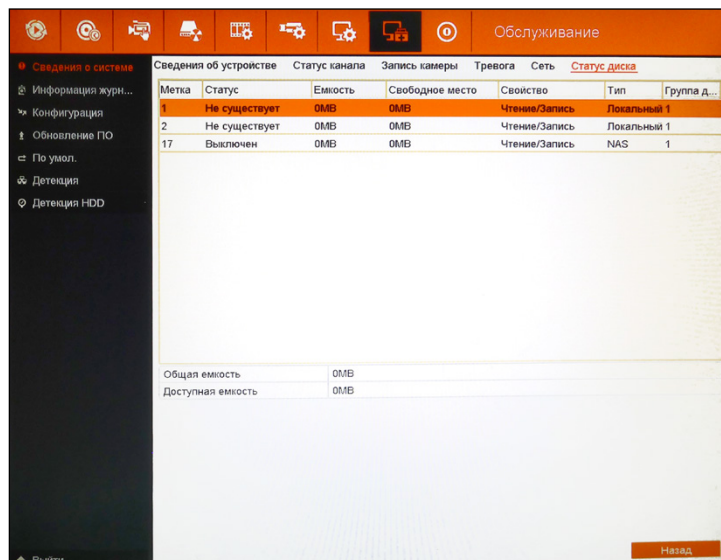 Обслуживание
Сведения о системе
Информация журн...
Конфигурация
Обновление ПО
По умол.
Детекция
Детекция HDD
Выйти
Сведения об устройстве Статус канала Запись камеры Тревога Сеть Статус диска
Метка Статус Емкость Свободное место Свойство Тип Группа д...
1 Не существует 0MB 0MB Чтение/Запись Локальный 1
2 Не существует 0MB 0MB Чтение/Запись Локальный 1
17 Выключен 0MB 0MB Чтение/Запись NAS 1
Общая емкость 0MB
Доступная емкость 0MB
Назад